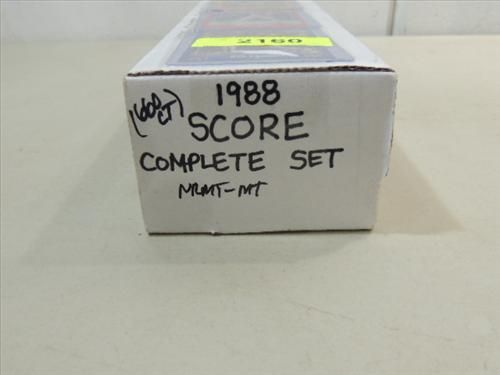 2160
1988
(660 CT)
SCORE
COMPLETE SET
NRMT-MT